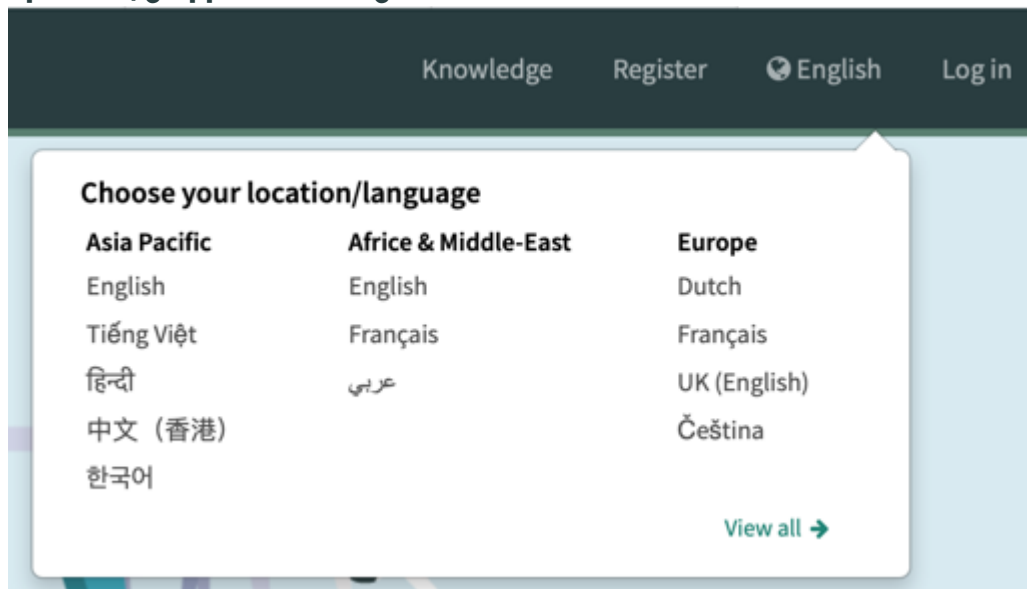 Knowledge Register English Log in
Choose your location/language
Asia Pacific
English
Tiếng Việt
हिन्दी
中文（香港）
한국어
Africe & Middle-East
English
Français
عربي
Europe
Dutch
Français
UK (English)
Čeština
View all →